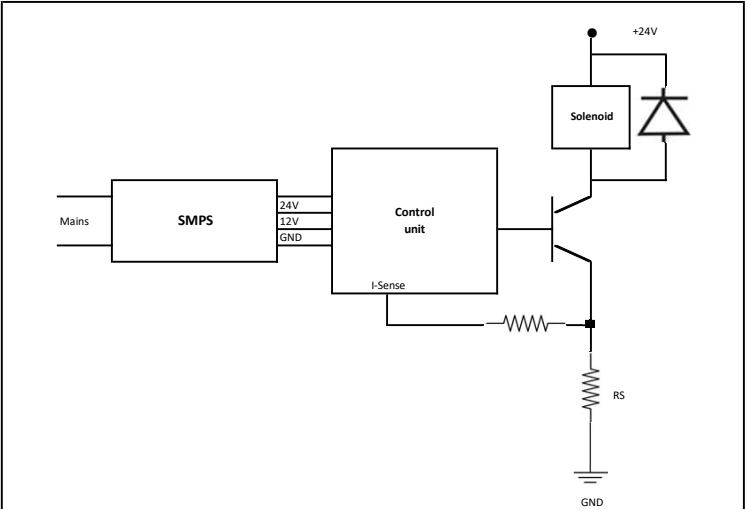 +24V
Solenoid
Mains
SMPS
24V
12V
GND
Control
unit
I-Sense
RS
GND